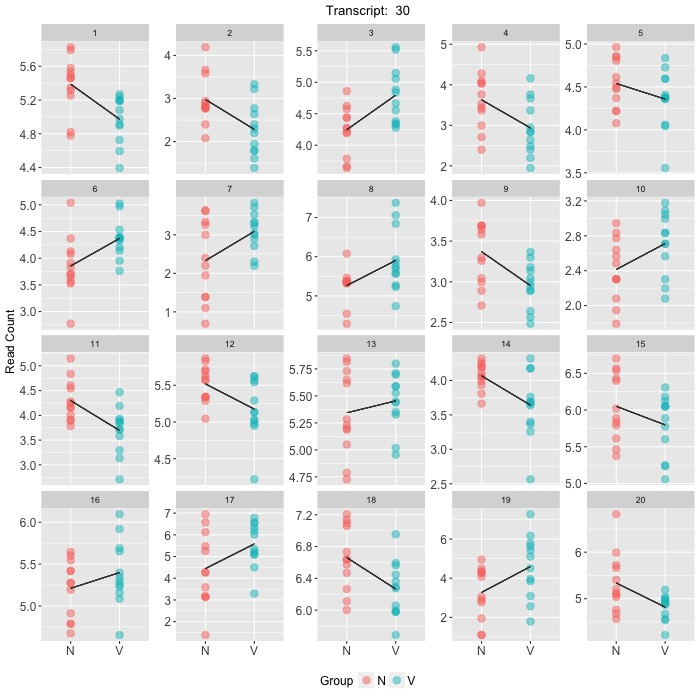 Transcript: 30
1 2 3 4 5
5.6 5.2 4.8 4.4
4 3 2
5.5 5.0 4.5 4.0
5 4 3 2
5.0 4.5 4.0 3.5
6 7 8 9 10
5.0 4.5 4.0 3.5 3.0
3 2 1
7 6 5
4.0 3.5 3.0 2.5
3.2 2.8 2.4 2.0
Read Count
11 12 13 14 15
5.0 4.5 4.0 3.5 3.0
5.5 5.0 4.5
5.75 5.50 5.25 5.00 4.75
4.0 3.5 3.0 2.5
6.5 6.0 5.5 5.0
16 17 18 19 20
6.0 5.5 5.0
7 6 5 4 3 2
7.2 6.8 6.4 6.0
6 4 2
6 5
N V N V N V N V N V
Group N V